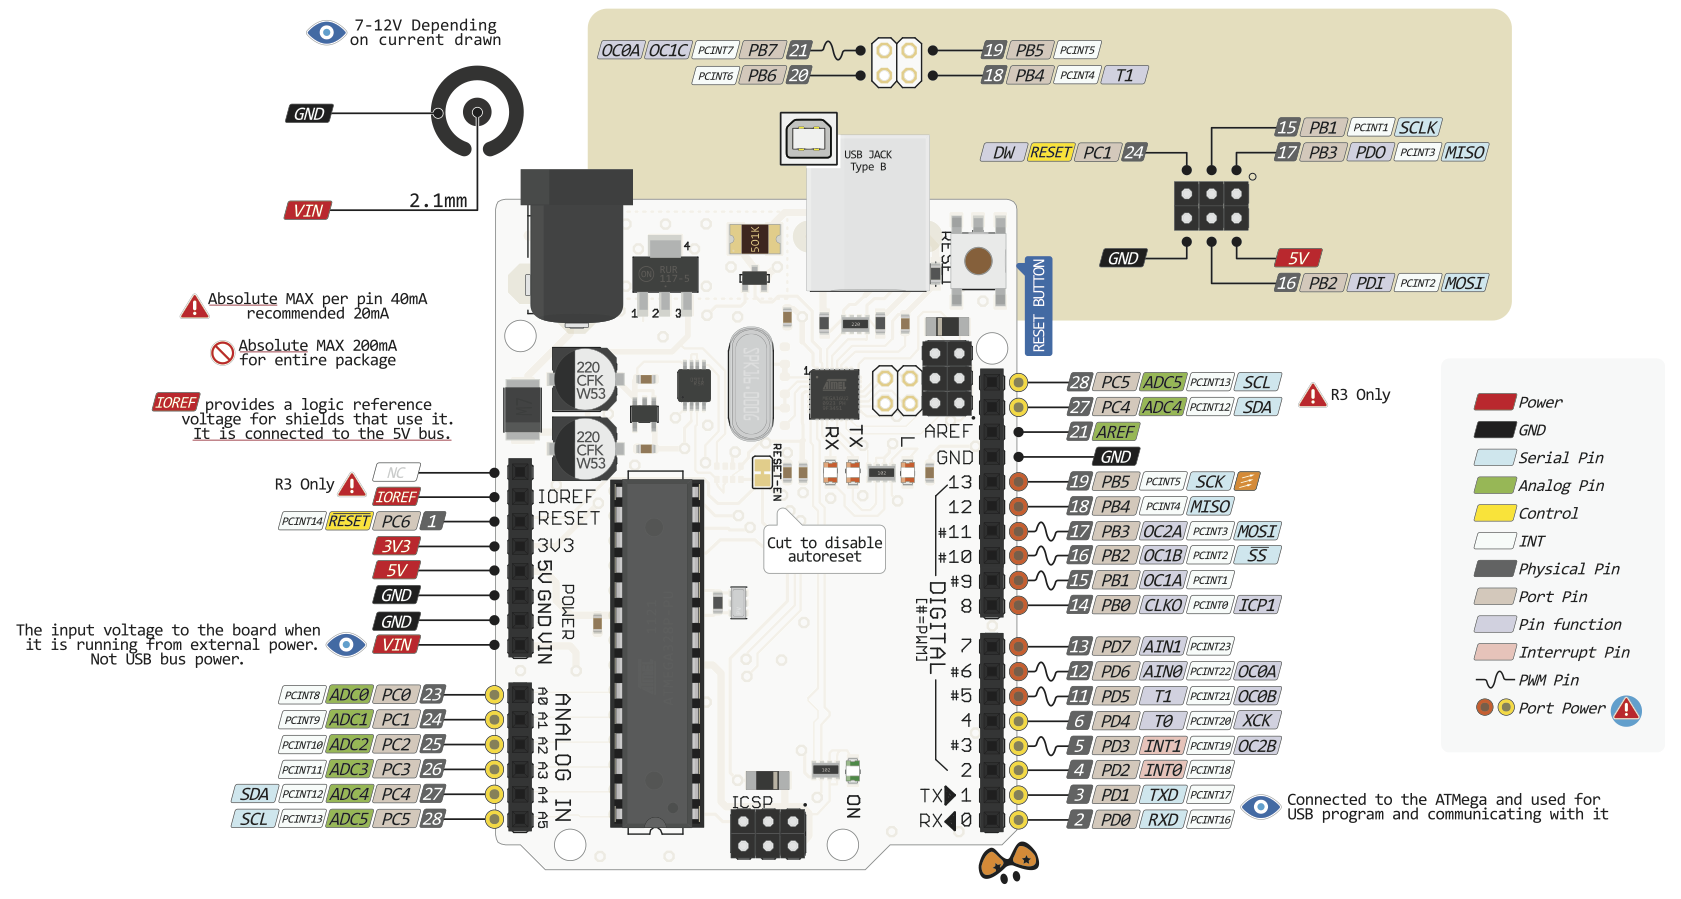 7-12V Depending
on current drawn
GND
VIN
2.1mm
OC0A OC1C PCINT7 PB7 21
PCINT6 PB6 20
19 PB5 PCINT5
18 PB4 PCINT4 T1
USB JACK
Type B
DW RESET PC1 24
15 PB1 PCINT1 SCLK
17 PB3 PDO PCINT3 MISO
GND
5V
16 PB2 PDI PCINT2 MOSI
RESET BUTTON
Absolute MAX per pin 40mA
recommended 20mA
Absolute MAX 200mA
for entire package
IOREF provides a logic reference
voltage for shields that use it.
It is connected to the 5V bus.
R3 Only
NC
IOREF
PCINT14 RESET PC6 1
3V3
5V
GND
GND
VIN
The input voltage to the board when
it is running from external power.
Not USB bus power.
PCINT8 ADC0 PC0 23
PCINT9 ADC1 PC1 24
PCINT10 ADC2 PC2 25
PCINT11 ADC3 PC3 26
SDA PCINT12 ADC4 PC4 27
SCL PCINT13 ADC5 PC5 28
501K
4
ON
RUR
117-5
1 2 3
220
CFK
W53
220
CFK
W53
220
1
RX
TX
L
102
RESET-EN
Cut to disable
autoreset
IOREF
RESET
3V3
5V
GND
VIN
POWER
A0
A1
A2
A3
A4
A5
ANALOG IN
ICSP
102
ON
AREF
GND
13
12
#11
#10
#9
8
7
#6
#5
4
#3
2
TX 1
RX 0
DIGITAL
[#=PWM]
28 PC5 ADC5 PCINT13 SCL
27 PC4 ADC4 PCINT12 SDA
R3 Only
21 AREF
GND
19 PB5 PCINT5 SCK
18 PB4 PCINT4 MISO
17 PB3 OC2A PCINT3 MOSI
16 PB2 OC1B PCINT2 SS
15 PB1 OC1A PCINT1
14 PB0 CLKO PCINT0 ICP1
13 PD7 AIN1 PCINT23
12 PD6 AIN0 PCINT22 OC0A
11 PD5 T1 PCINT21 OC0B
6 PD4 T0 PCINT20 XCK
5 PD3 INT1 PCINT19 OC2B
4 PD2 INT0 PCINT18
3 PD1 TXD PCINT17
2 PD0 RXD PCINT16
Connected to the ATMega and used for
USB program and communicating with it
Power
GND
Serial Pin
Analog Pin
Control
INT
Physical Pin
Port Pin
Pin function
Interrupt Pin
PWM Pin
Port Power